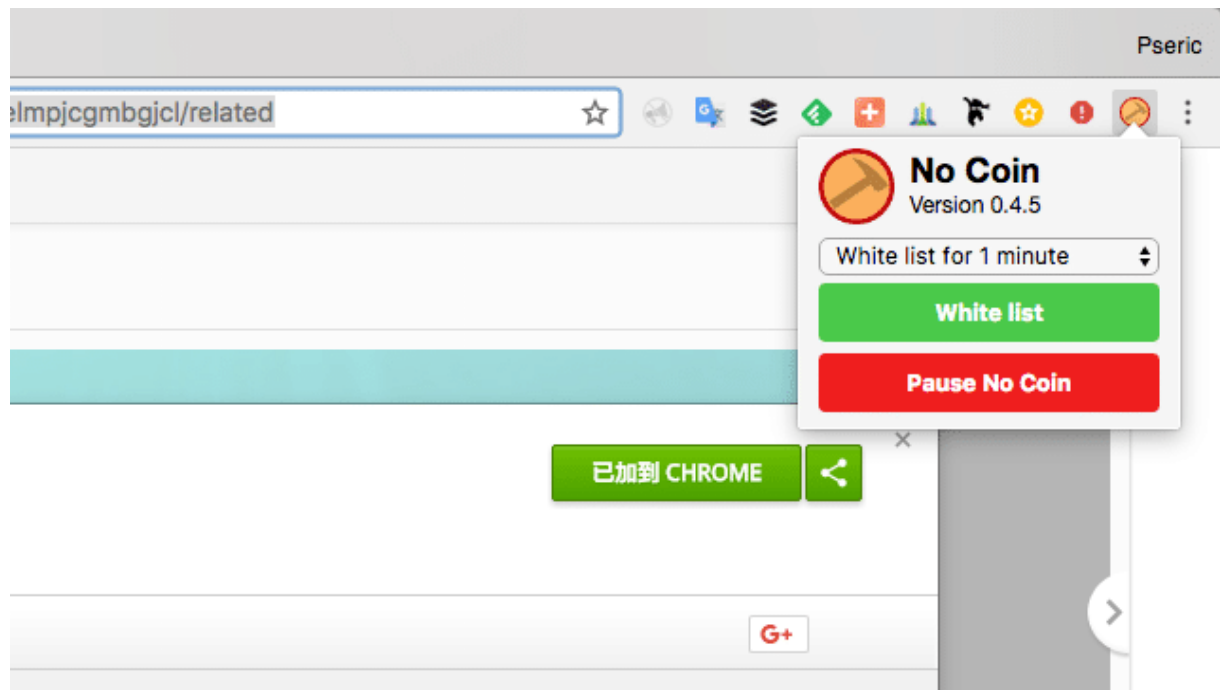 Pseric
elmpjcgmbgjcl/related
No Coin
Version 0.4.5
White list for 1 minute
White list
Pause No Coin
已加到 CHROME
G+